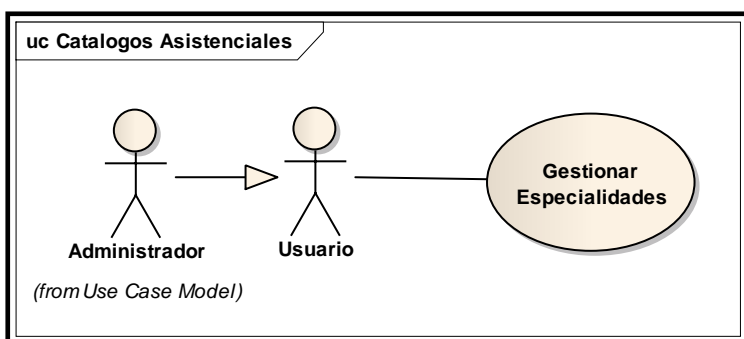 uc Catalogos Asistenciales
Gestionar
Especialidades
Administrador
Usuario
(from Use Case Model)